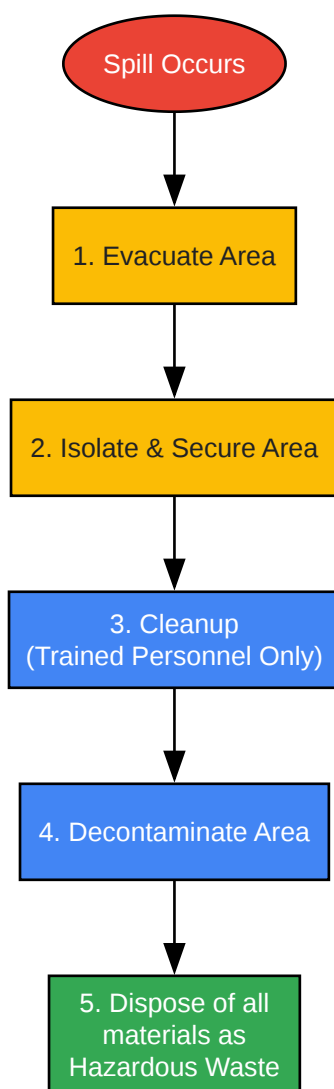 Spill Occurs
1. Evacuate Area
2. Isolate & Secure Area
3. Cleanup
(Trained Personnel Only)
4. Decontaminate Area
5. Dispose of all
materials as
Hazardous Waste